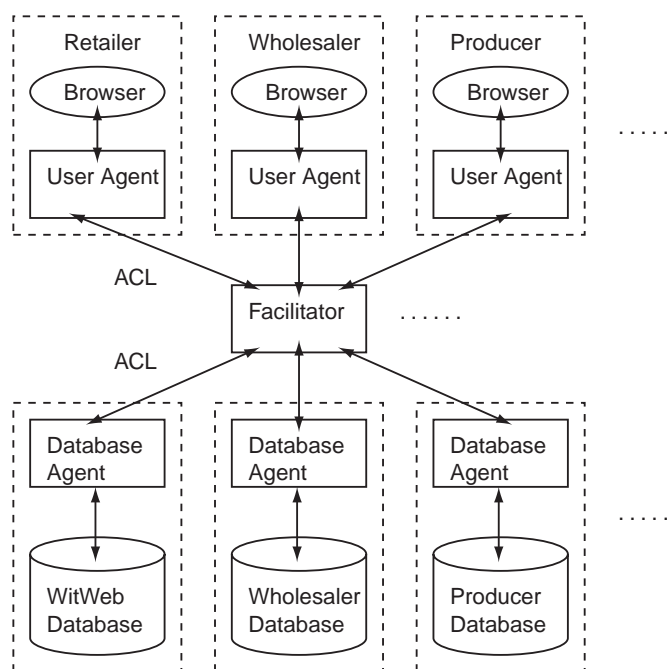 Retailer
Wholesaler
Producer
Browser
Browser
Browser
. . . . .
User Agent
User Agent
User Agent
ACL
Facilitator
. . . . . .
ACL
Database
Agent
Database
Agent
Database
Agent
. . . . .
WitWeb
Database
Wholesaler
Database
Producer
Database